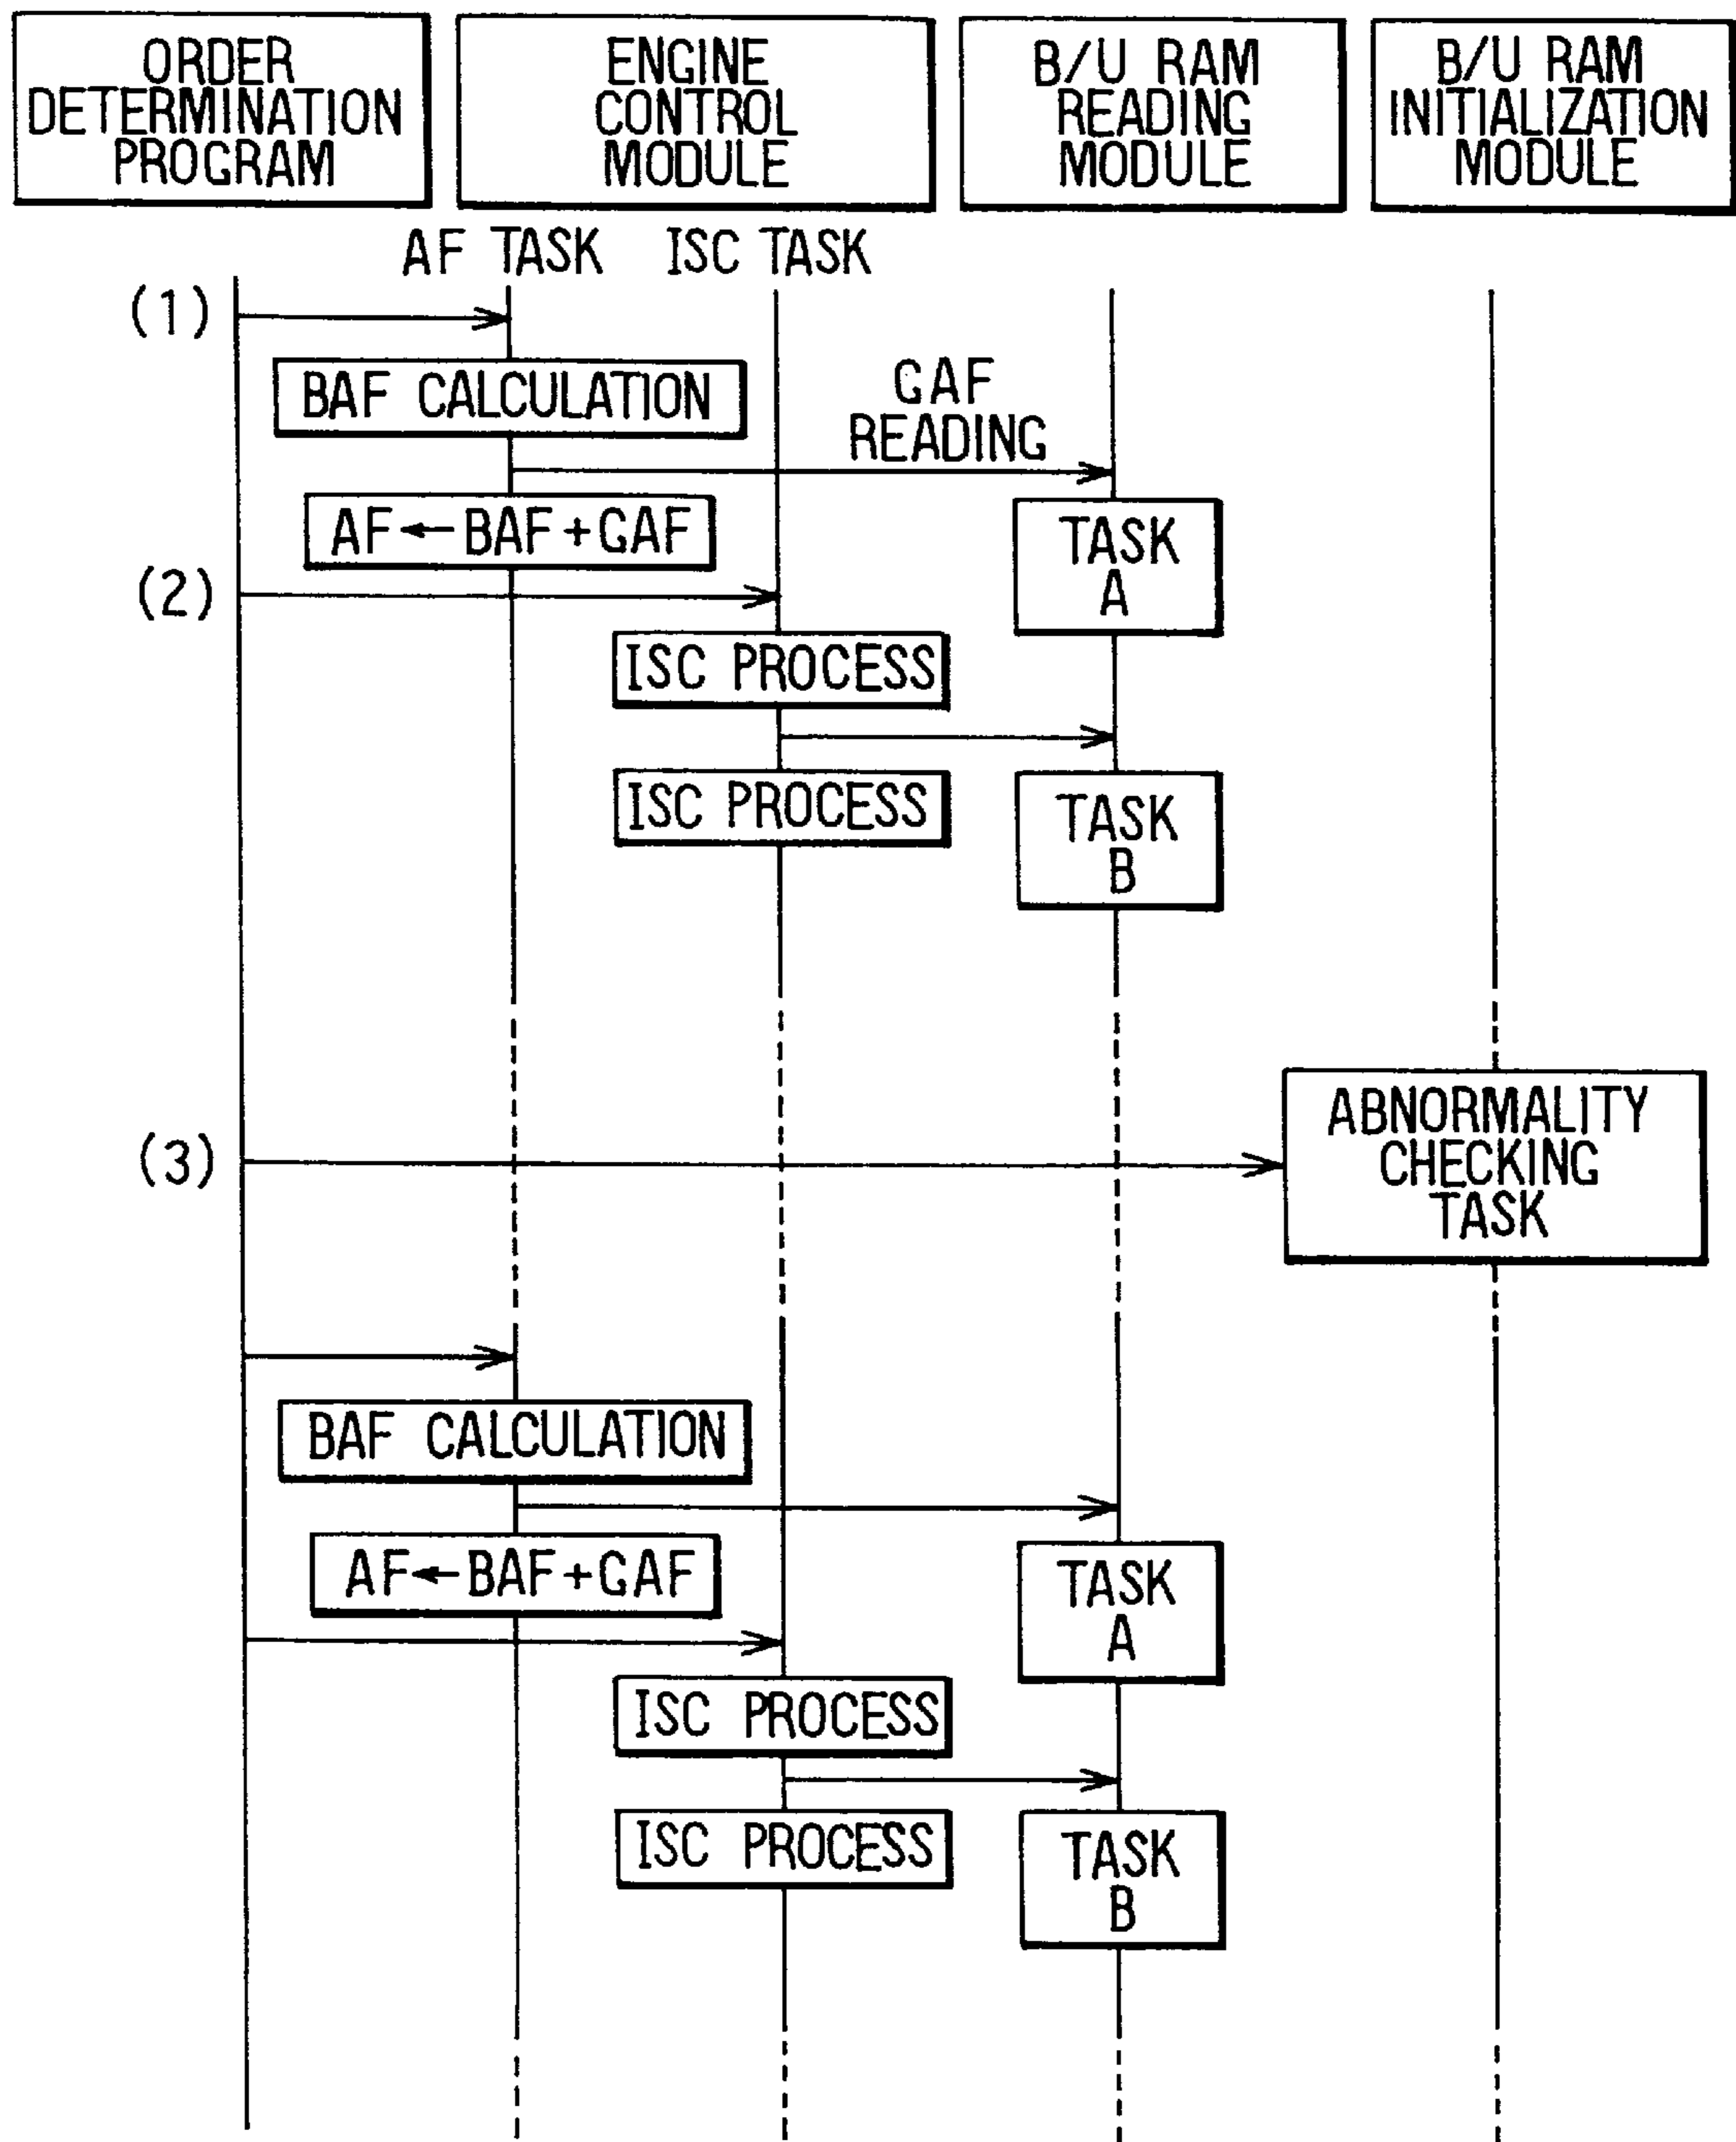 ORDER
DETERMINATION
PROGRAM
ENGINE
CONTROL
MODULE
B/U RAM
READING
MODULE
B/U RAM
INITIALIZATION
MODULE
AF TASK
ISC TASK
(1)
BAF CALCULATION
GAF
READING
AF←BAF+GAF
TASK
A
(2)
ISC PROCESS
ISC PROCESS
TASK
B
(3)
ABNORMALITY
CHECKING
TASK
BAF CALCULATION
AF←BAF+GAF
TASK
A
ISC PROCESS
ISC PROCESS
TASK
B